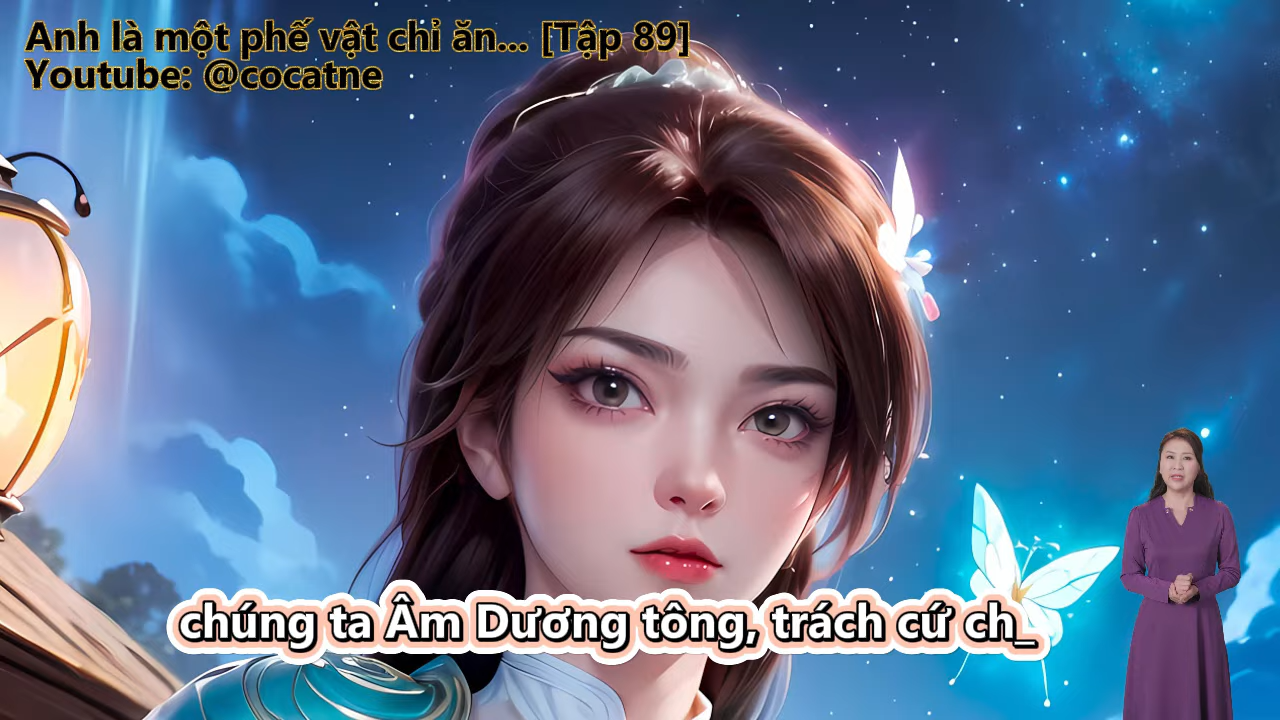 Anh là một phế vật chỉ ăn... [Tập 89]
Youtube: @cocatne
chúng ta Âm Dương tông, trách cứ ch_